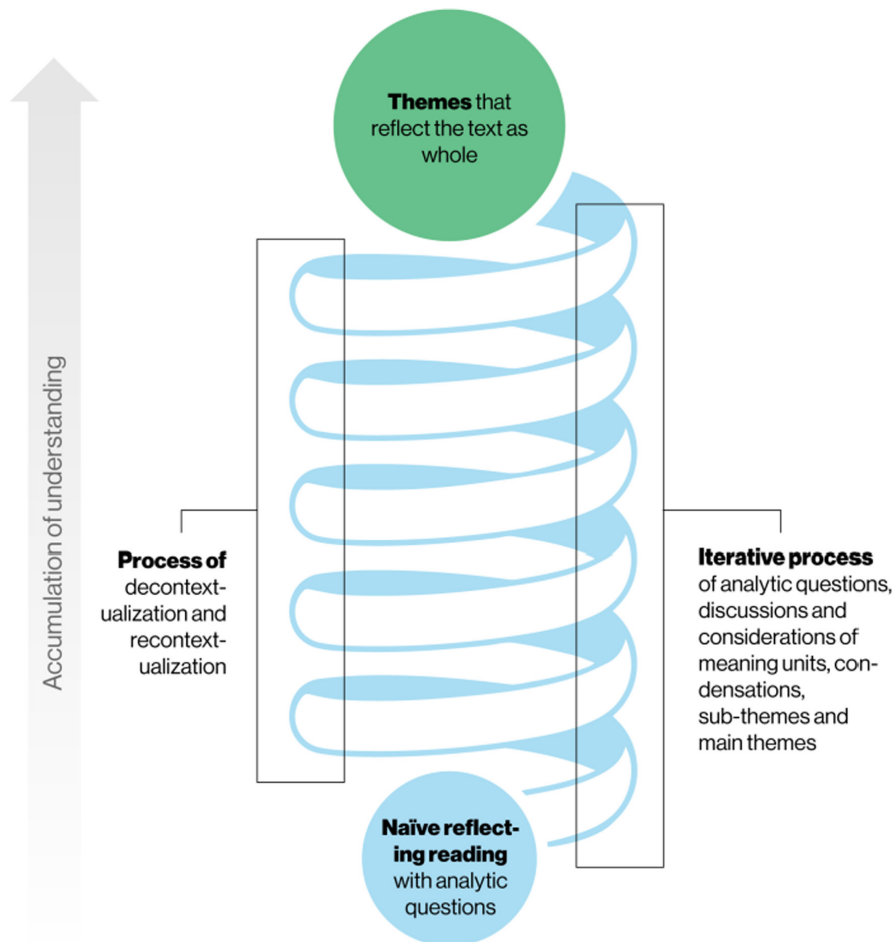 Themes that
reflect the text as
whole
Accumulation of understanding
Process of
decontext-
ualization and
recontext-
ualization
Iterative process
of analytic questions,
discussions and
considerations of
meaning units, con-
densations,
sub-themes and
main themes
Naïve reflect-
ing reading
with analytic
questions